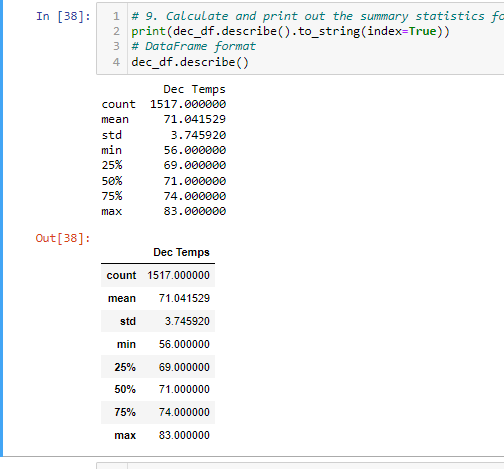 In [38]:
1 # 9. Calculate and print out the summary statistics
2 print(dec_df.describe().to_string(index=True))
3 # DataFrame format
4 dec_df.describe()
Dec Temps
count 1517.000000
mean 71.041529
std 3.745920
min 56.000000
25% 69.000000
50% 71.000000
75% 74.000000
max 83.000000
Out[38]:
Dec Temps
count 1517.000000
mean 71.041529
std 3.745920
min 56.000000
25% 69.000000
50% 71.000000
75% 74.000000
max 83.000000